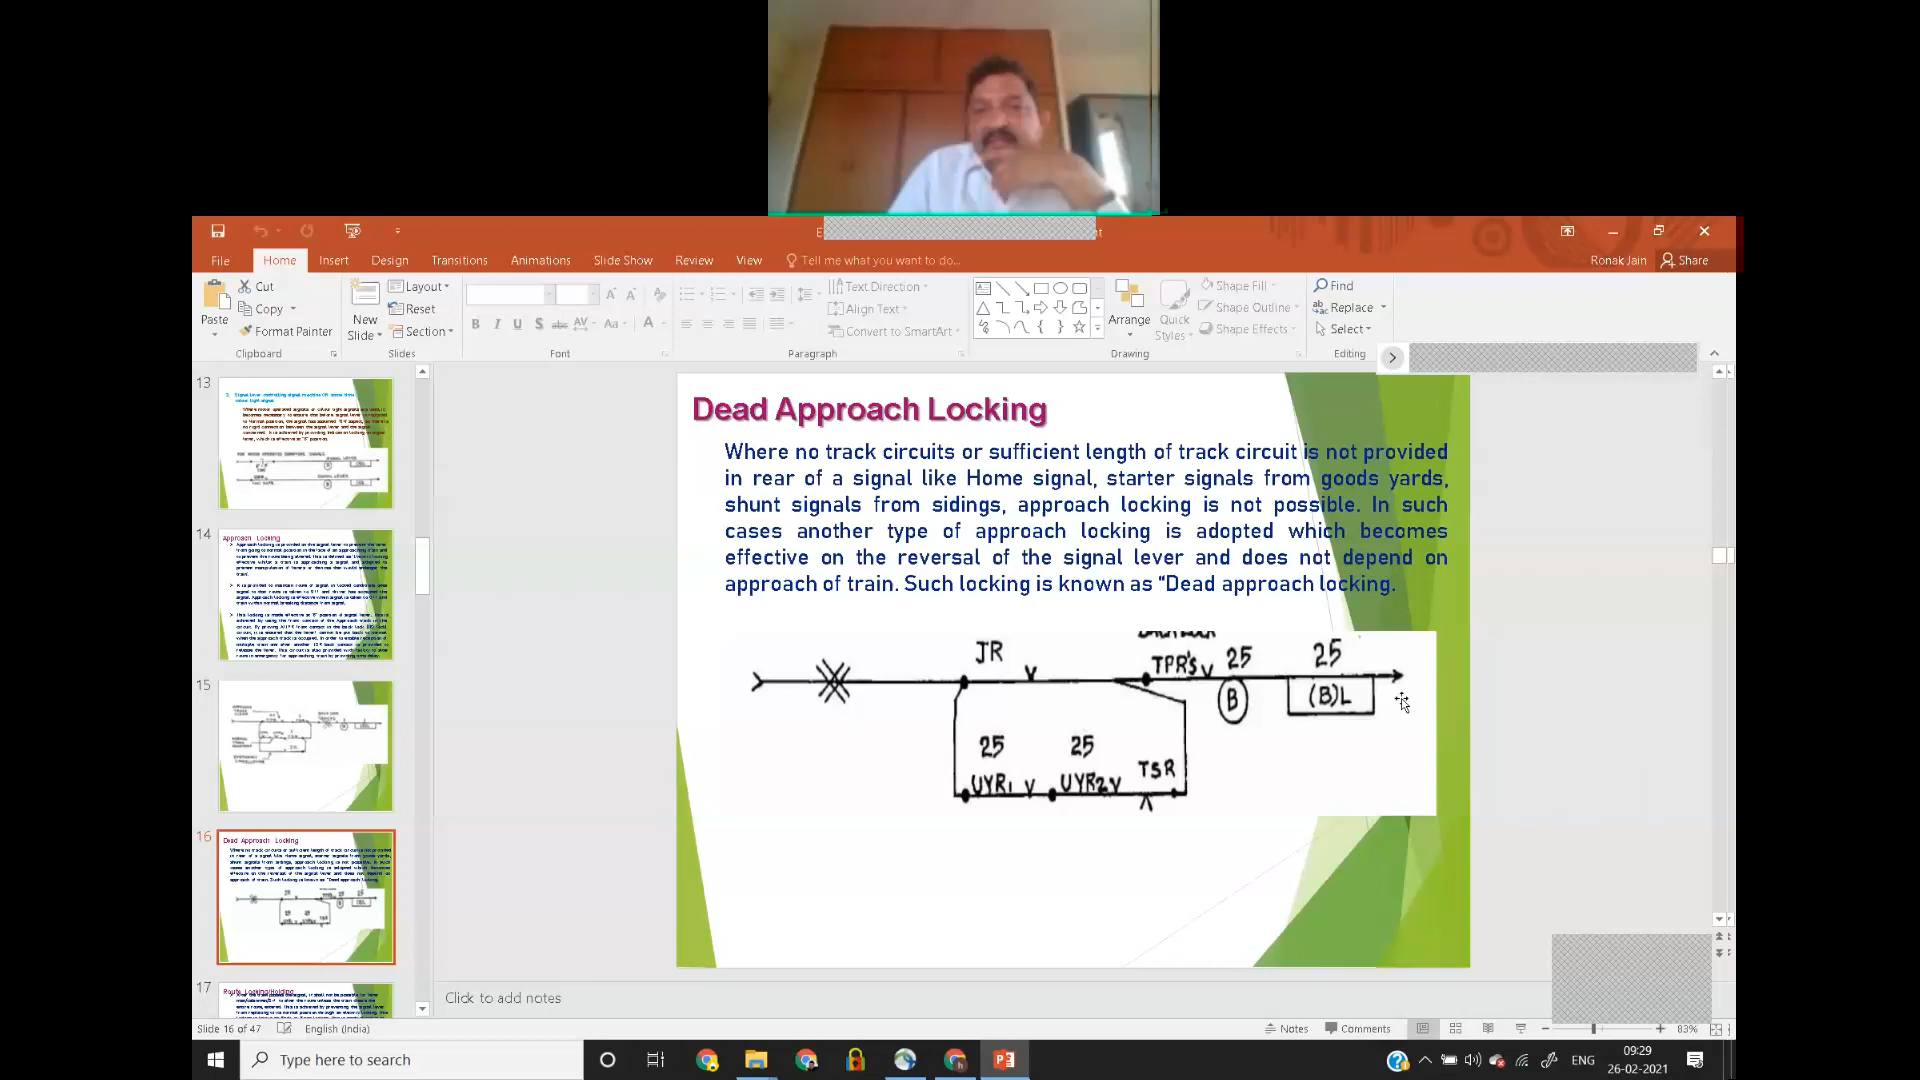 File Home Insert Design Transitions Animations Slide Show Review View Tell me what you want to do... Ronak Jain Share
Cut Layout Text Direction Shape Fill Find
Copy Reset Align Text Shape Outline Replace
Paste Format Painter New Slide Section B I U S abc AV Aa A Convert to SmartArt Arrange Quick Styles Shape Effects Select
Clipboard Slides Font Paragraph Drawing Editing
13
14
Approach Locking
15
16
Dead Approach Locking
17
Route Locking/Holding
Dead Approach Locking
Where no track circuits or sufficient length of track circuit is not provided
in rear of a signal like Home signal, starter signals from goods yards,
shunt signals from sidings, approach locking is not possible. In such
cases another type of approach locking is adopted which becomes
effective on the reversal of the signal lever and does not depend on
approach of train. Such locking is known as “Dead approach locking.
JR TPR'S 25 25
B (B)L
25 25 TSR
UYR1 UYR2
Click to add notes
Slide 16 of 47 English (India) Notes Comments 83%
Type here to search ENG 09:29
26-02-2021